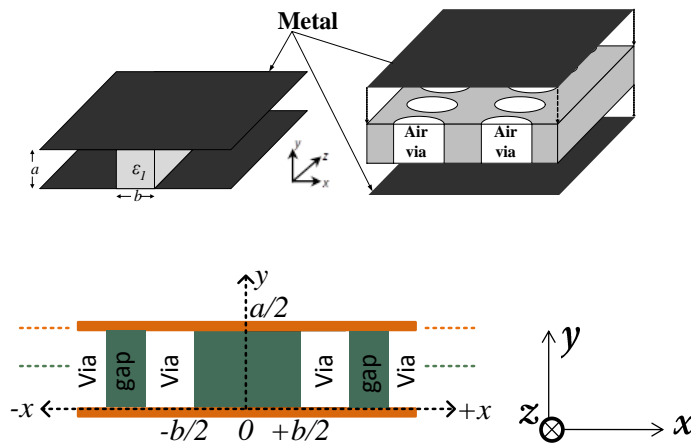 Metal
a
ε1
b
y
z
x
Air
via
Air
via
y
a/2
Via
gap
Via
Via
gap
Via
-x
+x
-b/2
0
+b/2
y
z
x